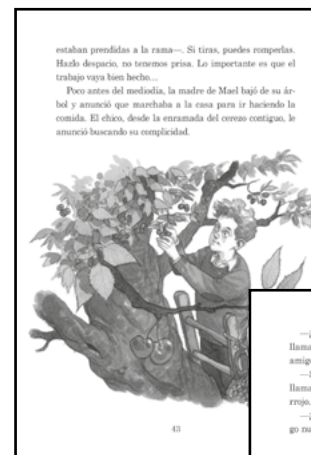 estaban prendidas a la rama—. Si tiras, puedes romperlas.
Hazlo despacio, no tenemos prisa. Lo importante es que el
trabajo vaya bien hecho...
Poco antes del mediodía, la madre de Mael bajó de su ár-
bol y anunció que marchaba a la casa para ir haciendo la
comida. El chico, desde la enramada del cerezo contiguo, le
anunció buscando su complicidad.
43
—¿
llama
amigo
llama
rrojo.
—¿
go nu